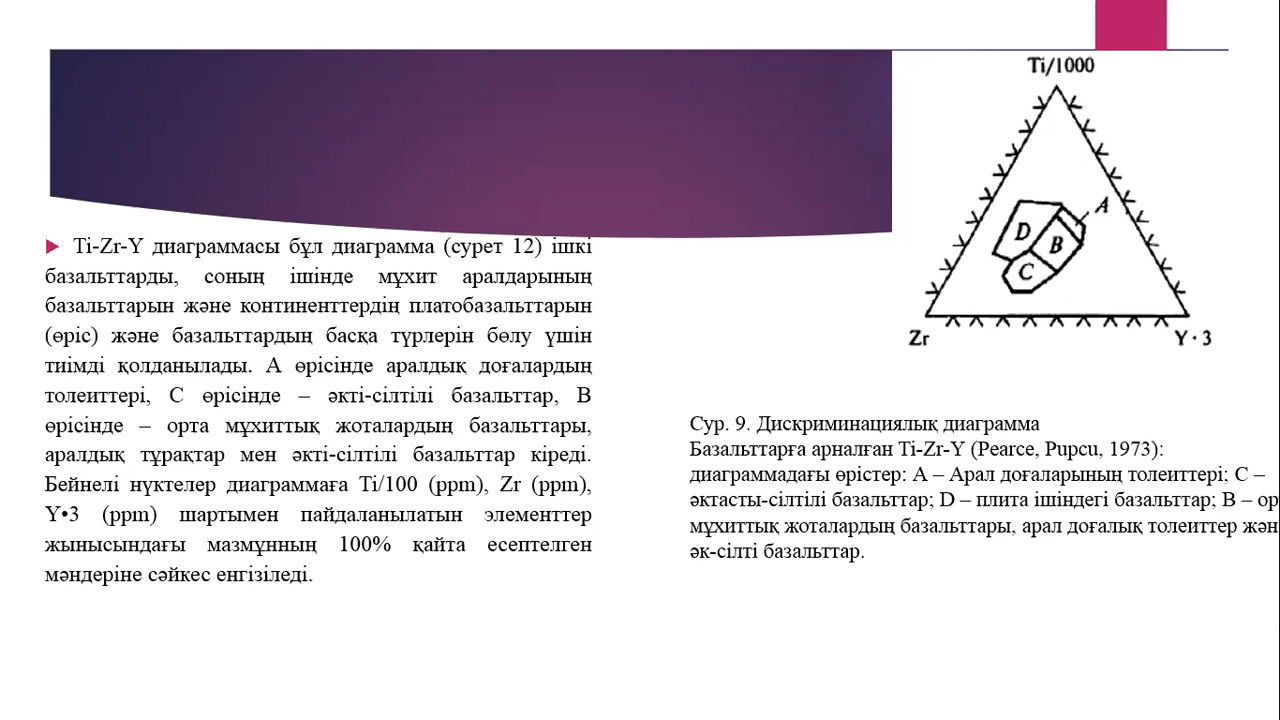 Ti-Zr-Y диаграммасы бұл диаграмма (сурет 12) ішкі
базальттарды, соның ішінде мұхит аралдарының
базальттарын және континенттердің платобазальттарын
(өріс) және базальттардың басқа түрлерін бөлу үшін
тиімді қолданылады. А өрісінде аралдық доғалардың
толеиттері, С өрісінде – әкті-сілтілі базальттар, В
өрісінде – орта мұхиттық жоталардың базальттары,
аралдық тұрақтар мен әкті-сілтілі базальттар кіреді.
Бейнелі нүктелер диаграммаға Ti/100 (ppm), Zr (ppm),
Y•3 (ppm) шартымен пайдаланылатын элементтер
жынысындағы мазмұнның 100% қайта есептелген
мәндеріне сәйкес енгізіледі.
Ti/1000
A
D
B
C
Zr
Y · 3
Сур. 9. Дискриминациялық диаграмма
Базальттарға арналған Ti-Zr-Y (Pearce, Pupcu, 1973):
диаграммадағы өрістер: А – Арал доғаларының толеиттері; С –
әктасты-сілтілі базальттар; D – плита ішіндегі базальттар; В – ор
мұхиттық жоталардың базальттары, арал доғалық толеиттер жән
әк-сілті базальттар.